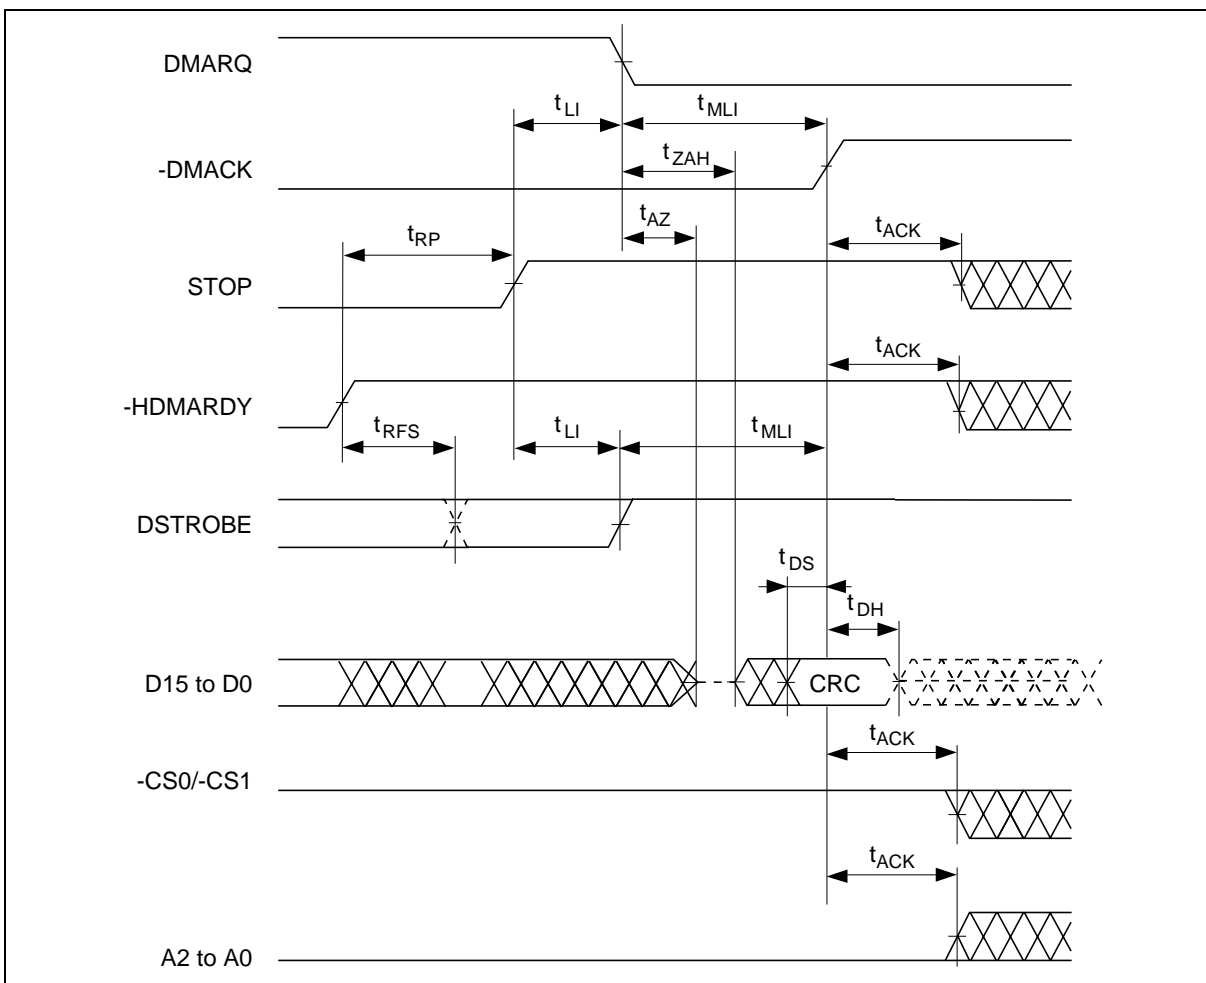 DMARQ
tLI
tMLI
tZAH
-DMACK
tAZ
tRP
tACK
STOP
tACK
-HDMARDY
tRFS
tLI
tMLI
DSTROBE
tDS
tDH
D15 to D0
CRC
tACK
-CS0/-CS1
tACK
A2 to A0